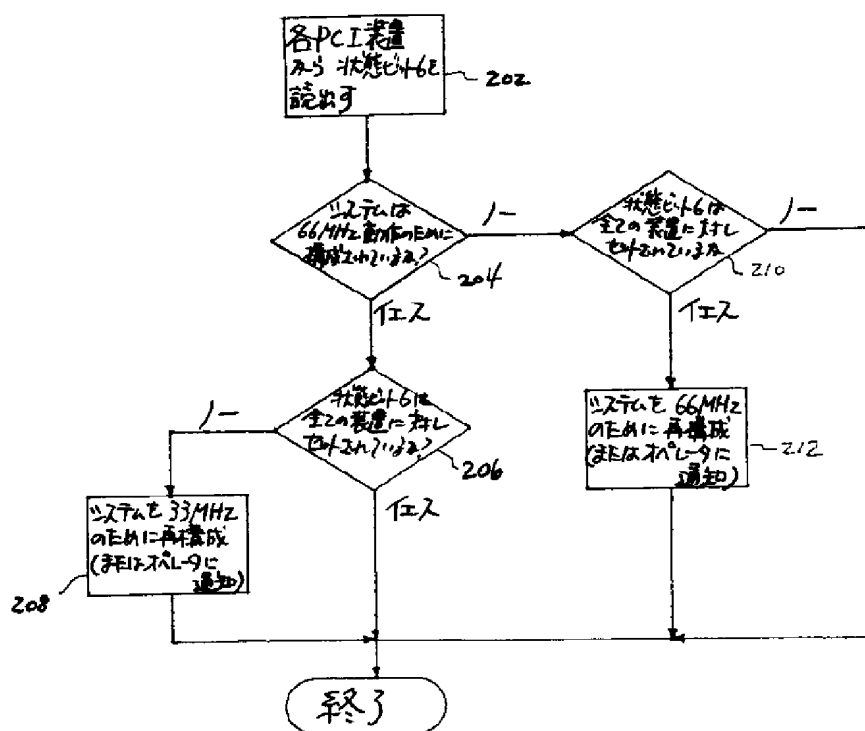 各PCI装置
から状態ビット6を
読出す
202
システムは
66MHz動作のために
構成されているか?
204
ノー
イエス
状態ビット6は
全ての装置に対し
セットされているか
210
ノー
イエス
状態ビット6は
全ての装置に対し
セットされているか?
206
ノー
イエス
システムを66MHz
のために再構成
(またはオペレータに
通知)
212
システムを33MHz
のために再構成
(またはオペレータに
通知)
208
終了